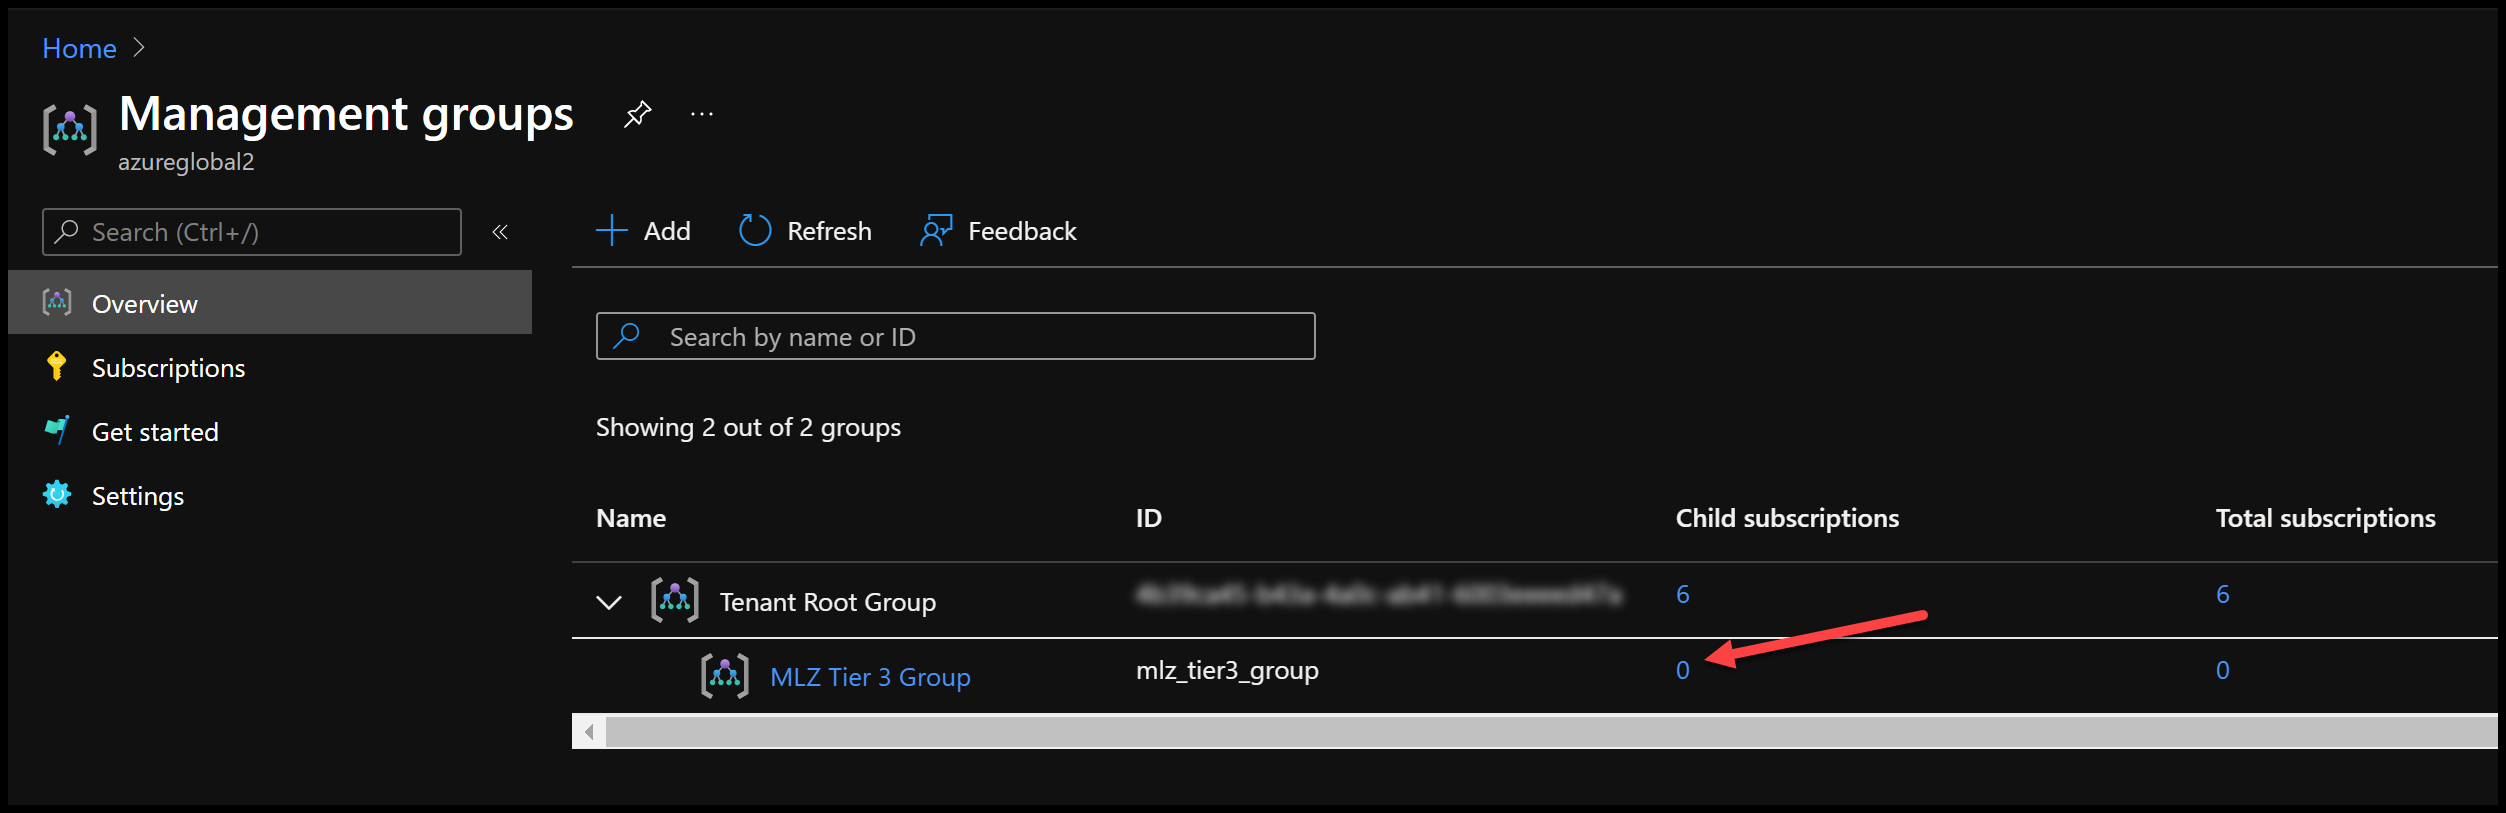 Home
Management groups
azureglobal2
Search (Ctrl+/)
Add Refresh Feedback
Overview
Subscriptions
Get started
Settings
Search by name or ID
Showing 2 out of 2 groups
Name ID Child subscriptions Total subscriptions
Tenant Root Group 6 6
MLZ Tier 3 Group mlz_tier3_group 0 0